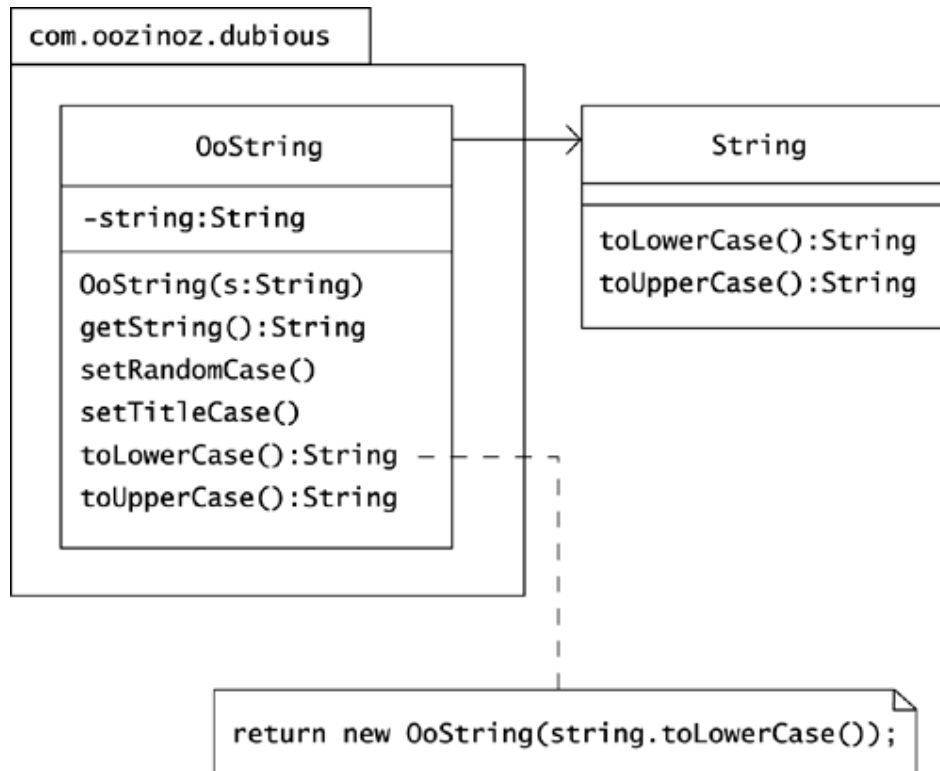 com.oozinoz.dubious
OoString
-string:String
OoString(s:String)
getString():String
setRandomCase()
setTitleCase()
toLowerCase():String
toUpperCase():String
String
toLowerCase():String
toUpperCase():String
return new OoString(string.toLowerCase());